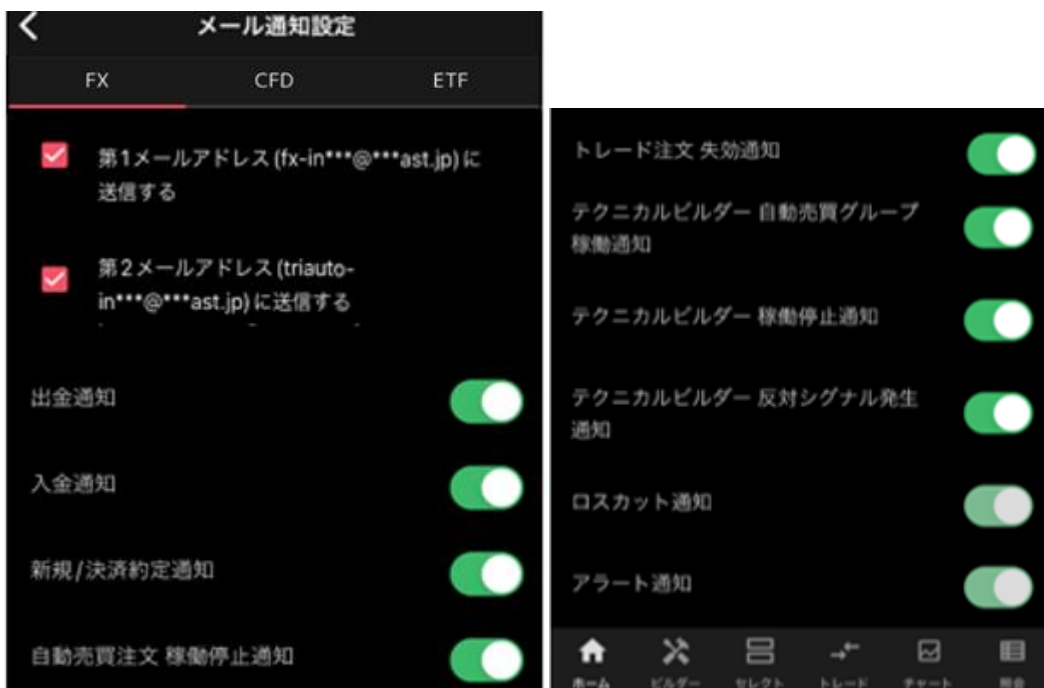 メール通知設定
FX
CFD
ETF
第1メールアドレス(fx-in***@***ast.jp)に
送信する
第2メールアドレス(triauto-
in***@***ast.jp)に送信する
出金通知
入金通知
新規/決済約定通知
自動売買注文 稼働停止通知
トレード注文 失効通知
テクニカルビルダー 自動売買グループ
稼働通知
テクニカルビルダー 稼働停止通知
テクニカルビルダー 反対シグナル発生
通知
ロスカット通知
アラート通知
ホーム
ビルダー
セレクト
トレード
チャート
照会